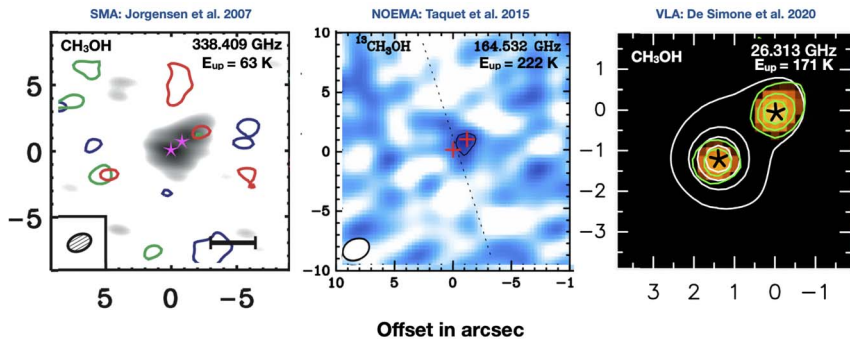 SMA: Jorgensen et al. 2007
CH₃OH
338.409 GHz
Eup = 63 K
5
0
−5
5 0 -5
NOEMA: Taquet et al. 2015
¹³CH₃OH
164.532 GHz
Eup = 222 K
10
5
0
−5
−10
10 5 0 −5 −1
VLA: De Simone et al. 2020
CH₃OH
26.313 GHz
Eup = 171 K
1
0
−1
−2
−3
3 2 1 0 −1
Offset in arcsec